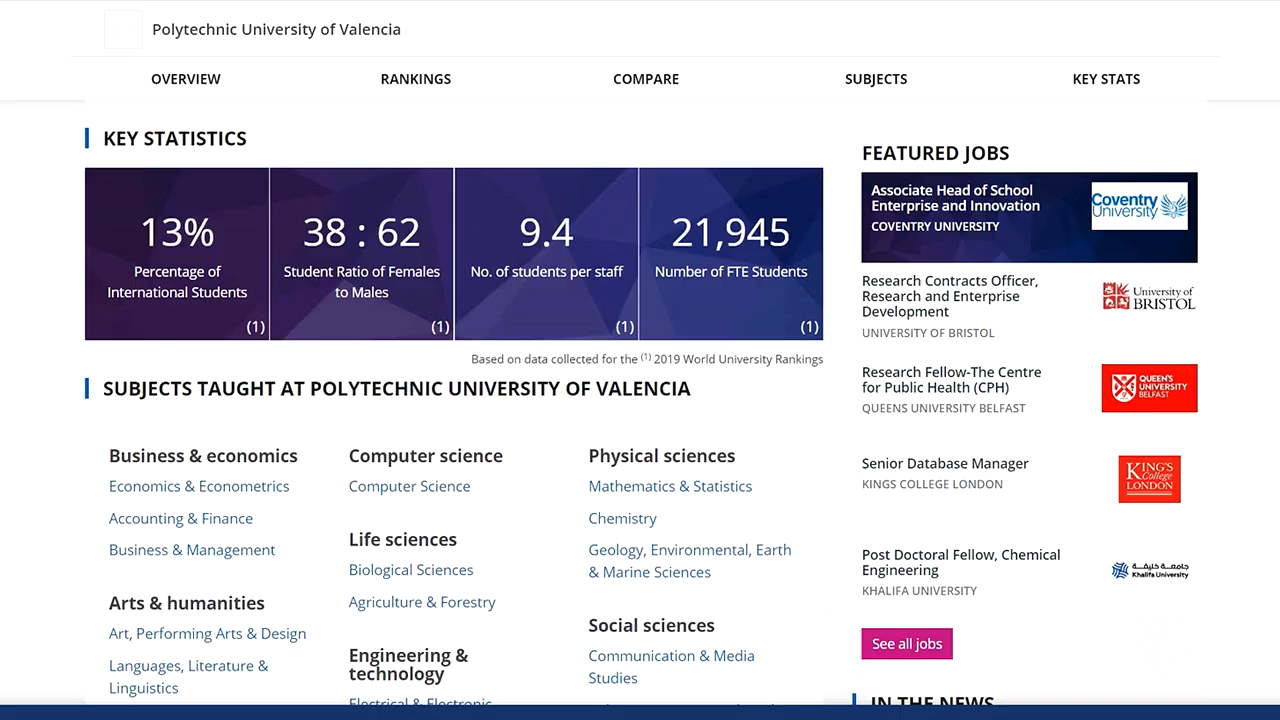 Polytechnic University of Valencia
OVERVIEW
RANKINGS
COMPARE
SUBJECTS
KEY STATS
KEY STATISTICS
13%
Percentage of
International Students
(1)
38 : 62
Student Ratio of Females
to Males
(1)
9.4
No. of students per staff
(1)
21,945
Number of FTE Students
(1)
Based on data collected for the (1) 2019 World University Rankings
SUBJECTS TAUGHT AT POLYTECHNIC UNIVERSITY OF VALENCIA
Business & economics
Economics & Econometrics
Accounting & Finance
Business & Management
Arts & humanities
Art, Performing Arts & Design
Languages, Literature &
Linguistics
Computer science
Computer Science
Life sciences
Biological Sciences
Agriculture & Forestry
Engineering &
technology
Electrical & Electronic
Physical sciences
Mathematics & Statistics
Chemistry
Geology, Environmental, Earth
& Marine Sciences
Social sciences
Communication & Media
Studies
FEATURED JOBS
Associate Head of School
Enterprise and Innovation
COVENTRY UNIVERSITY
Coventry
University
Research Contracts Officer,
Research and Enterprise
Development
UNIVERSITY OF BRISTOL
University of
BRISTOL
Research Fellow-The Centre
for Public Health (CPH)
QUEENS UNIVERSITY BELFAST
QUEEN'S
UNIVERSITY
BELFAST
Senior Database Manager
KINGS COLLEGE LONDON
KING'S
College
LONDON
Post Doctoral Fellow, Chemical
Engineering
KHALIFA UNIVERSITY
جامعة خليفة
Khalifa University
See all jobs
IN THE NEWS